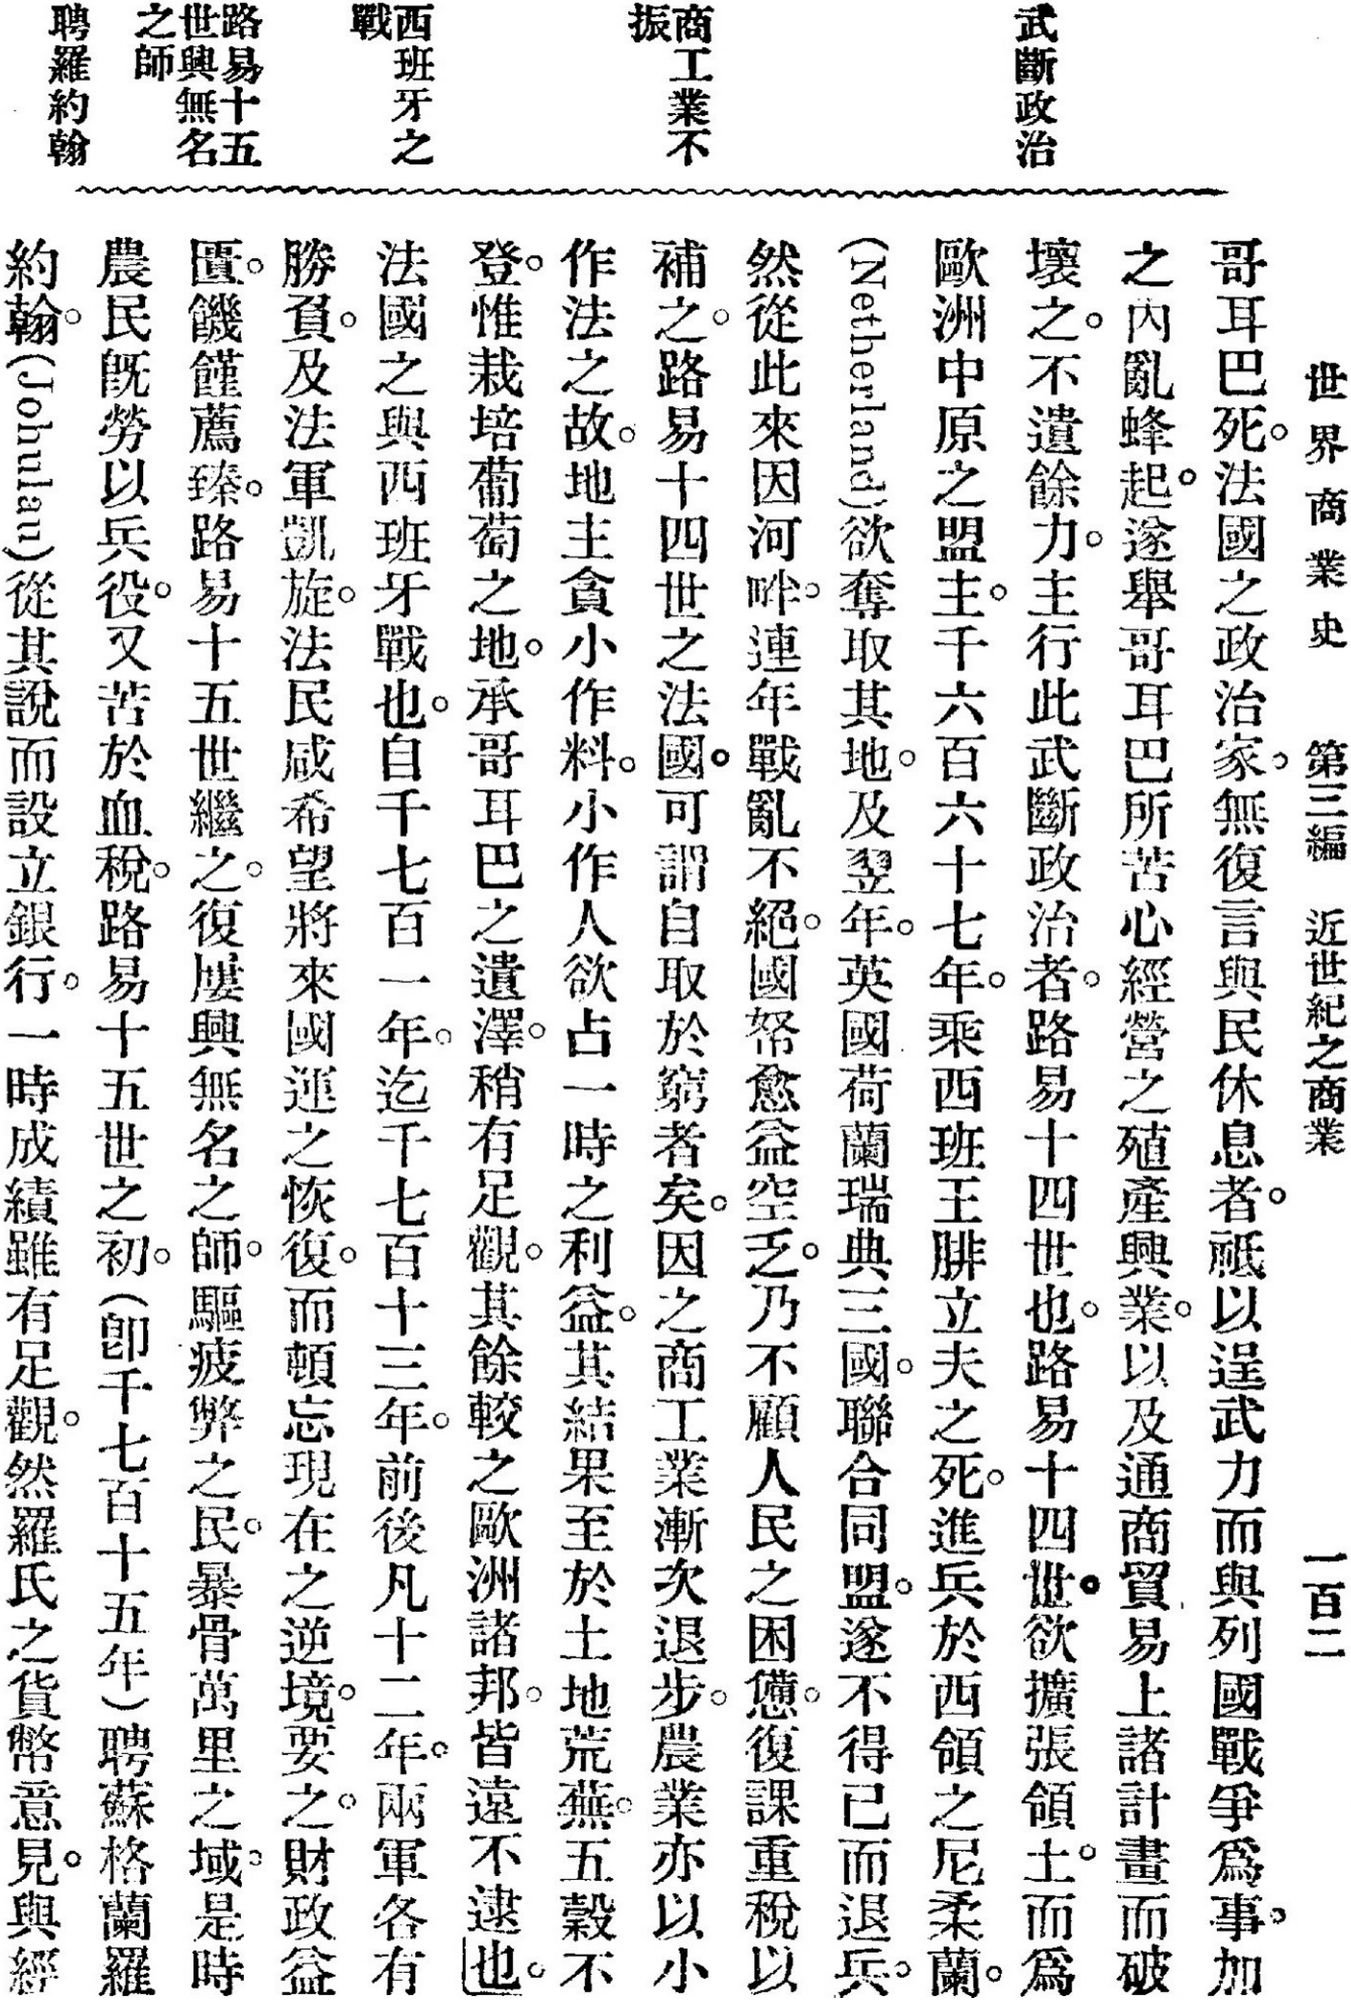 世界商業史　第三編　近世紀之商業　一百二
武斷政治
商工業不
振
西班牙之
戰
路易十五
世興無名
之師
聘羅約翰
哥耳巴死。法國之政治家。無復言與民休息者。祗以逞武力而與列國戰爭爲事。加
之內亂蜂起。遂舉哥耳巴所苦心經營之殖產興業。以及通商貿易上諸計畫而破
壞之。不遺餘力。主行此武斷政治者。路易十四世也。路易十四世。欲擴張領土。而爲
歐洲中原之盟主。千六百六十七年。乘西班王腓立夫之死。進兵於西領之尼柔蘭。
(Netherland)欲奪取其地。及翌年。英國荷蘭瑞典三國。聯合同盟。遂不得已而退兵。
然從此來因河畔。連年戰亂不絕。國帑愈益空乏。乃不顧人民之困憊。復課重稅以
補之。路易十四世之法國。可謂自取於窮者矣。因之商工業漸次退步。農業亦以小
作法之故。地主貪小作料。小作人欲占一時之利益。其結果至於土地荒蕪。五穀不
登。惟栽培葡萄之地。承哥耳巴之遺澤。稍有足觀。其餘較之歐洲諸邦。皆遠不逮也。
法國之與西班牙戰也。自千七百一年。迄千七百十三年。前後凡十二年。兩軍各有
勝負。及法軍凱旋。法民咸希望將來國運之恢復。而頓忘現在之逆境。要之。財政益
匱。饑饉薦臻。路易十五世繼之。復屢興無名之師。驅疲弊之民。暴骨萬里之域。是時
農民旣勞以兵役。又苦於血稅。路易十五世之初。(卽千七百十五年)聘蘇格蘭羅
約翰。(Johnlau)從其說而設立銀行。一時成績雖有足觀。然羅氏之貨幣意見。與經